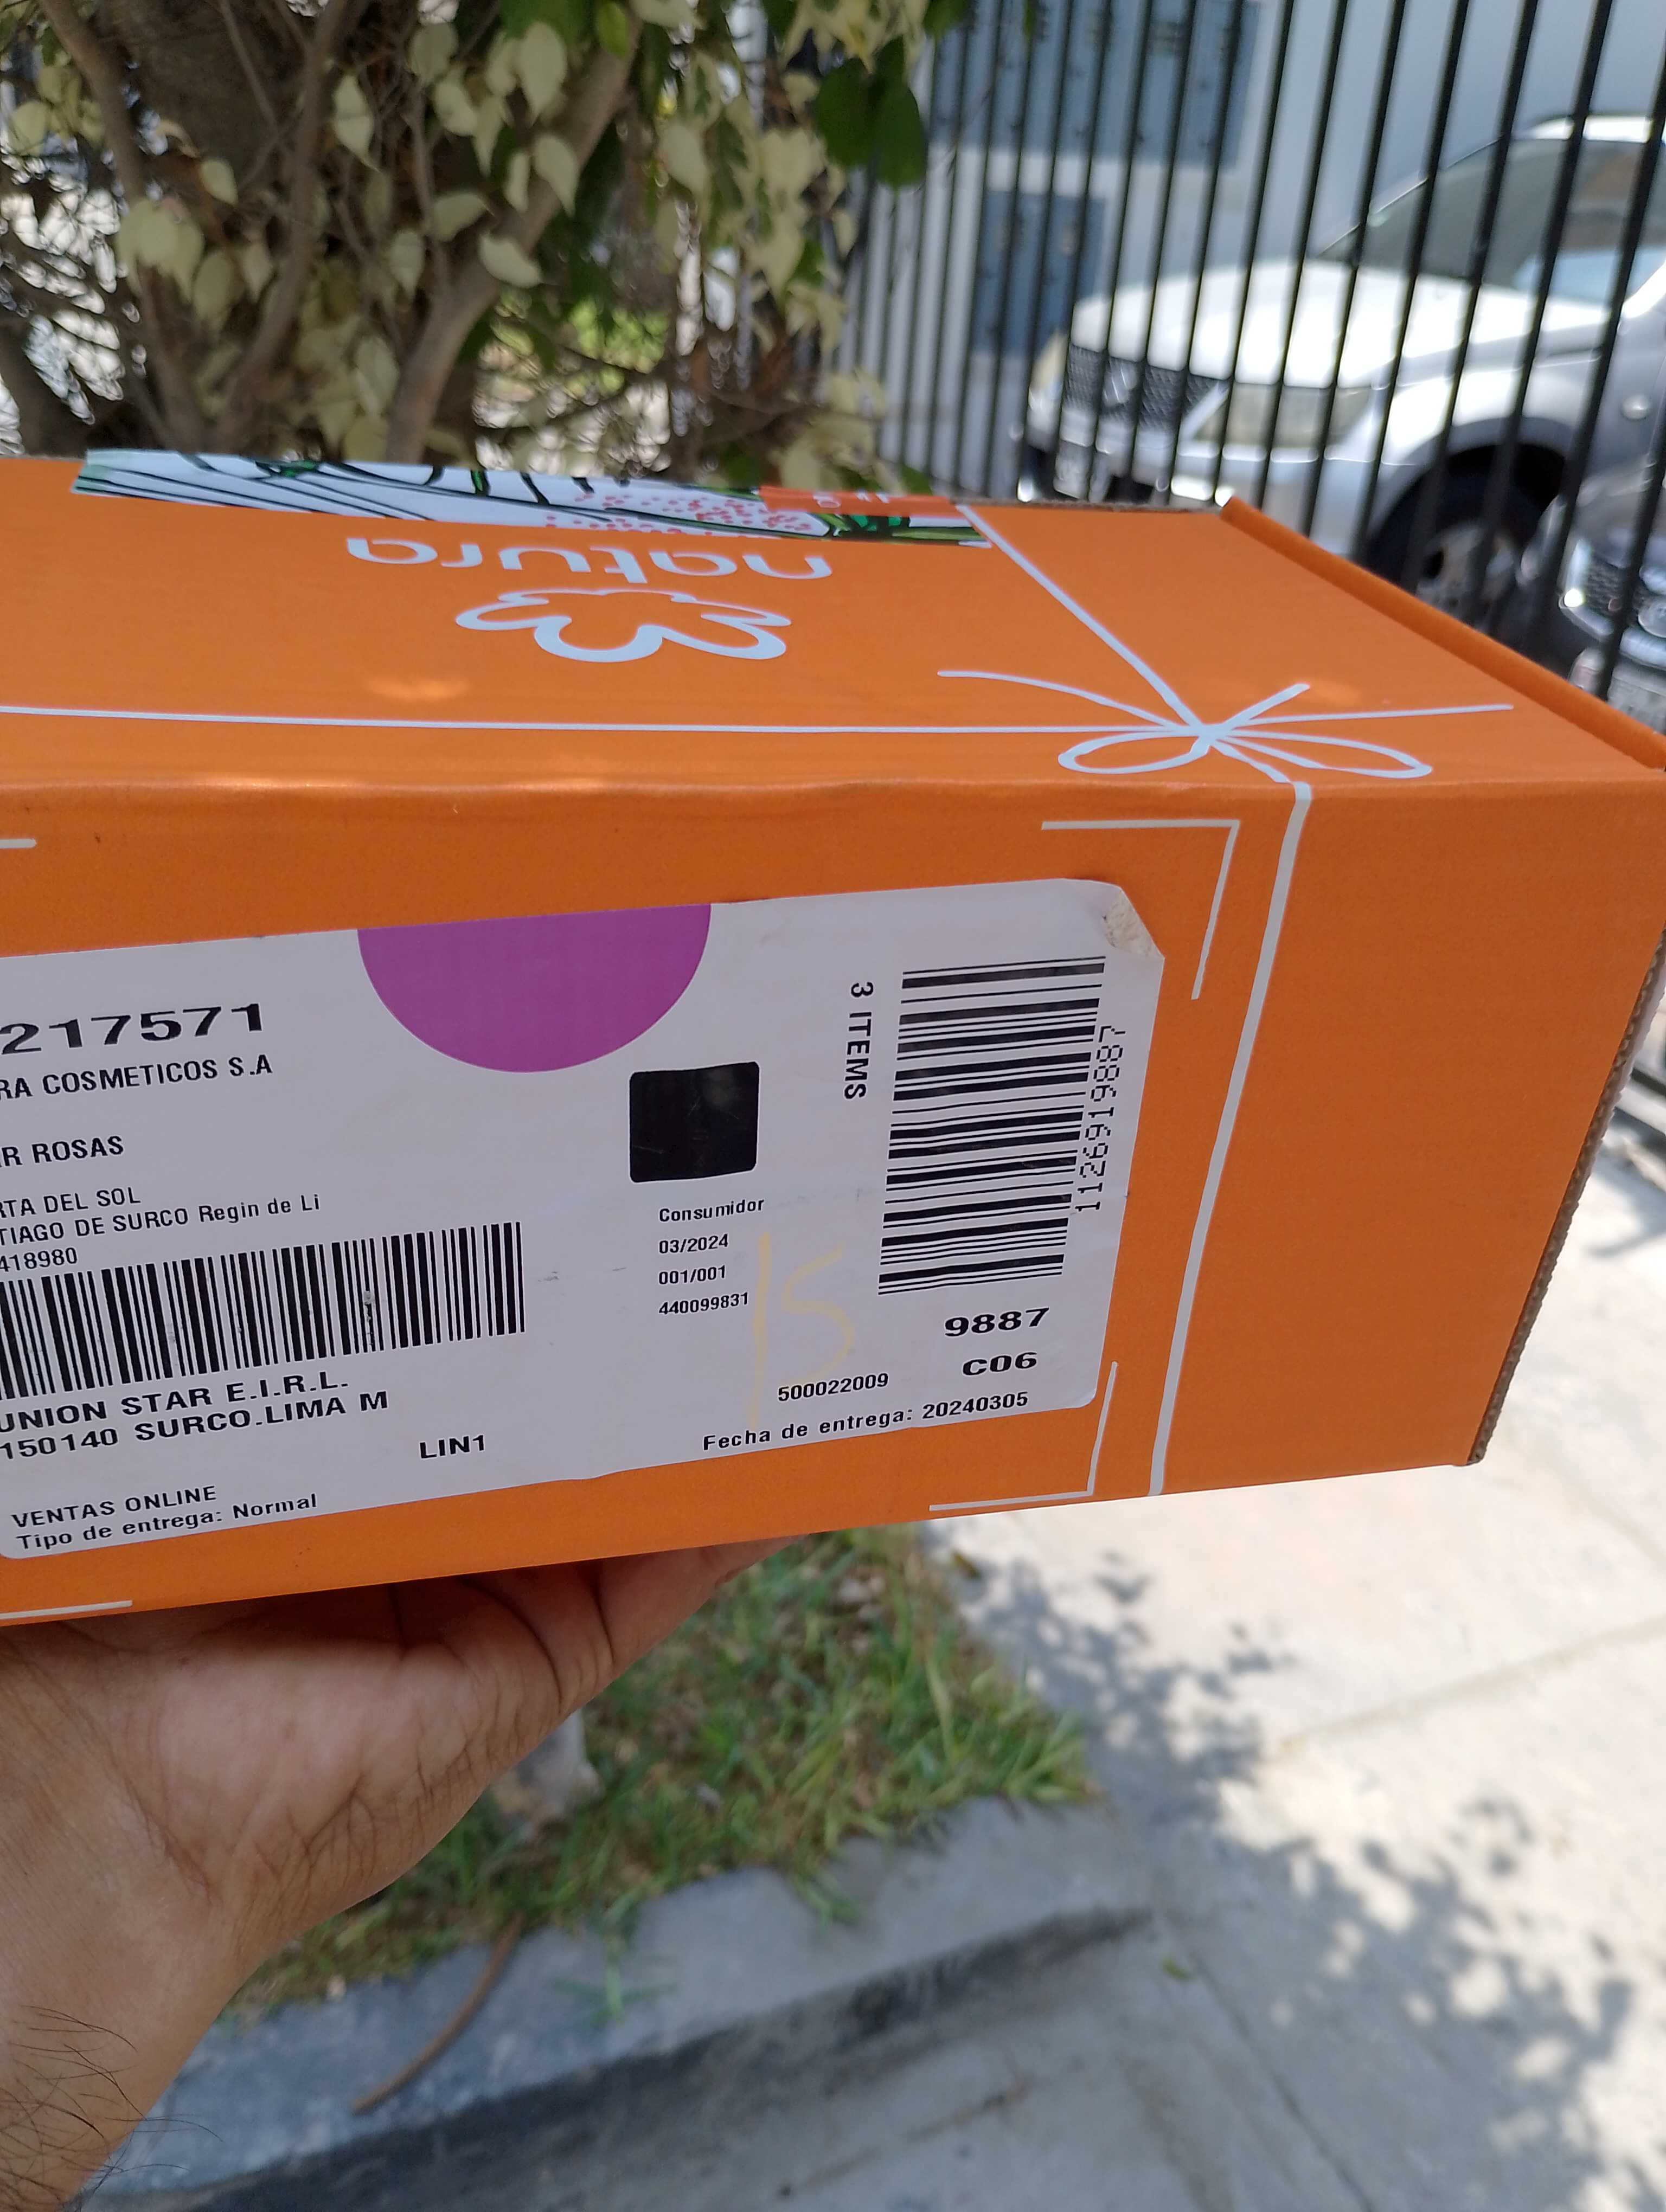 natura
217571
RA COSMETICOS S.A
R ROSAS
RTA DEL SOL
TIAGO DE SURCO Regin de Li
418980
UNION STAR E.I.R.L.
150140 SURCO.LIMA M
LIN1
VENTAS ONLINE
Tipo de entrega: Normal
Consumidor
03/2024
001/001
440099831
15
500022009
Fecha de entrega: 20240305
3 ITEMS
1126919887
9887
C06